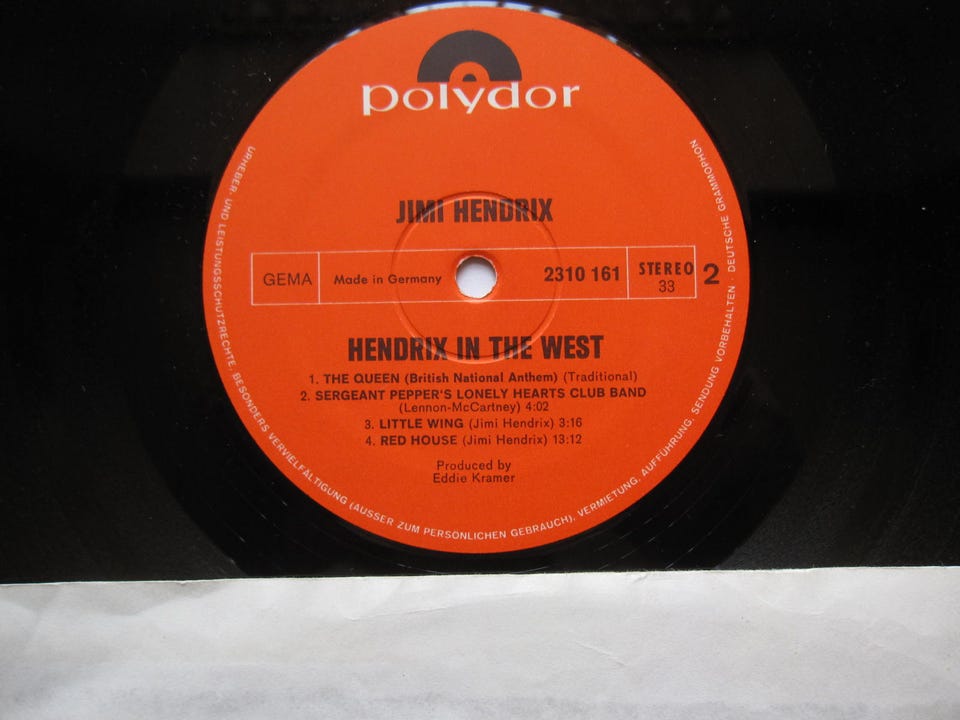 polydor
JIMI HENDRIX
GEMA
Made in Germany
2310 161
STEREO
33
2
HENDRIX IN THE WEST
1. THE QUEEN (British National Anthem) (Traditional)
2. SERGEANT PEPPER'S LONELY HEARTS CLUB BAND
(Lennon-McCartney) 4:02
3. LITTLE WING (Jimi Hendrix) 3:16
4. RED HOUSE (Jimi Hendrix) 13:12
Produced by
Eddie Kramer
URHEBER- UND LEISTUNGSSCHUTZRECHTE, BESONDERS VERVIELFÄLTIGUNG (AUSSER ZUM PERSÖNLICHEN GEBRAUCH), VERMIETUNG, AUFFÜHRUNG, SENDUNG VORBEHALTEN · DEUTSCHE GRAMMOPHON